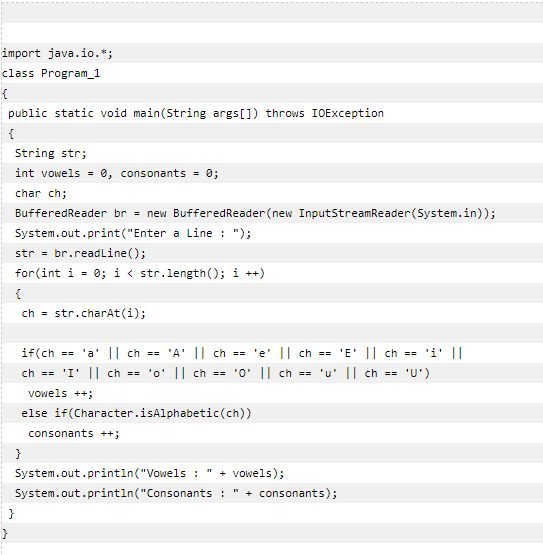 import java.io.*;
class Program_1
{
public static void main(String args[]) throws IOException
{
String str;
int vowels = 0, consonants = 0;
char ch;
BufferedReader br = new BufferedReader(new InputStreamReader(System.in));
System.out.print("Enter a Line : ");
str = br.readLine();
for(int i = 0; i < str.length(); i ++)
{
ch = str.charAt(i);
if(ch == 'a' || ch == 'A' || ch == 'e' || ch == 'E' || ch == 'i' ||
ch == 'I' || ch == 'o' || ch == 'O' || ch == 'u' || ch == 'U')
vowels ++;
else if(Character.isAlphabetic(ch))
consonants ++;
}
System.out.println("Vowels : " + vowels);
System.out.println("Consonants : " + consonants);
}
}